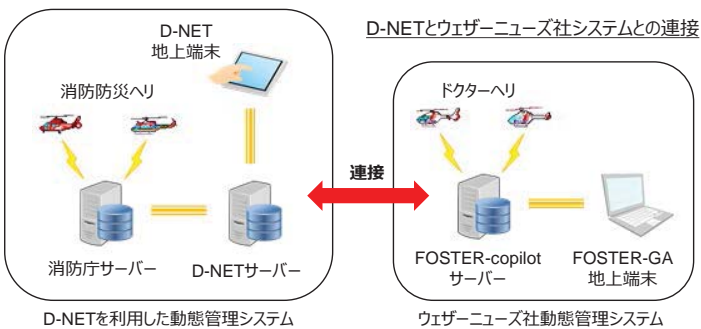 D-NETとウェザーニューズ社システムとの連接
D-NET
地上端末
消防防災ヘリ
消防庁サーバー
D-NETサーバー
D-NETを利用した動態管理システム
連接
ドクターヘリ
FOSTER-copilot
サーバー
FOSTER-GA
地上端末
ウェザーニューズ社動態管理システム